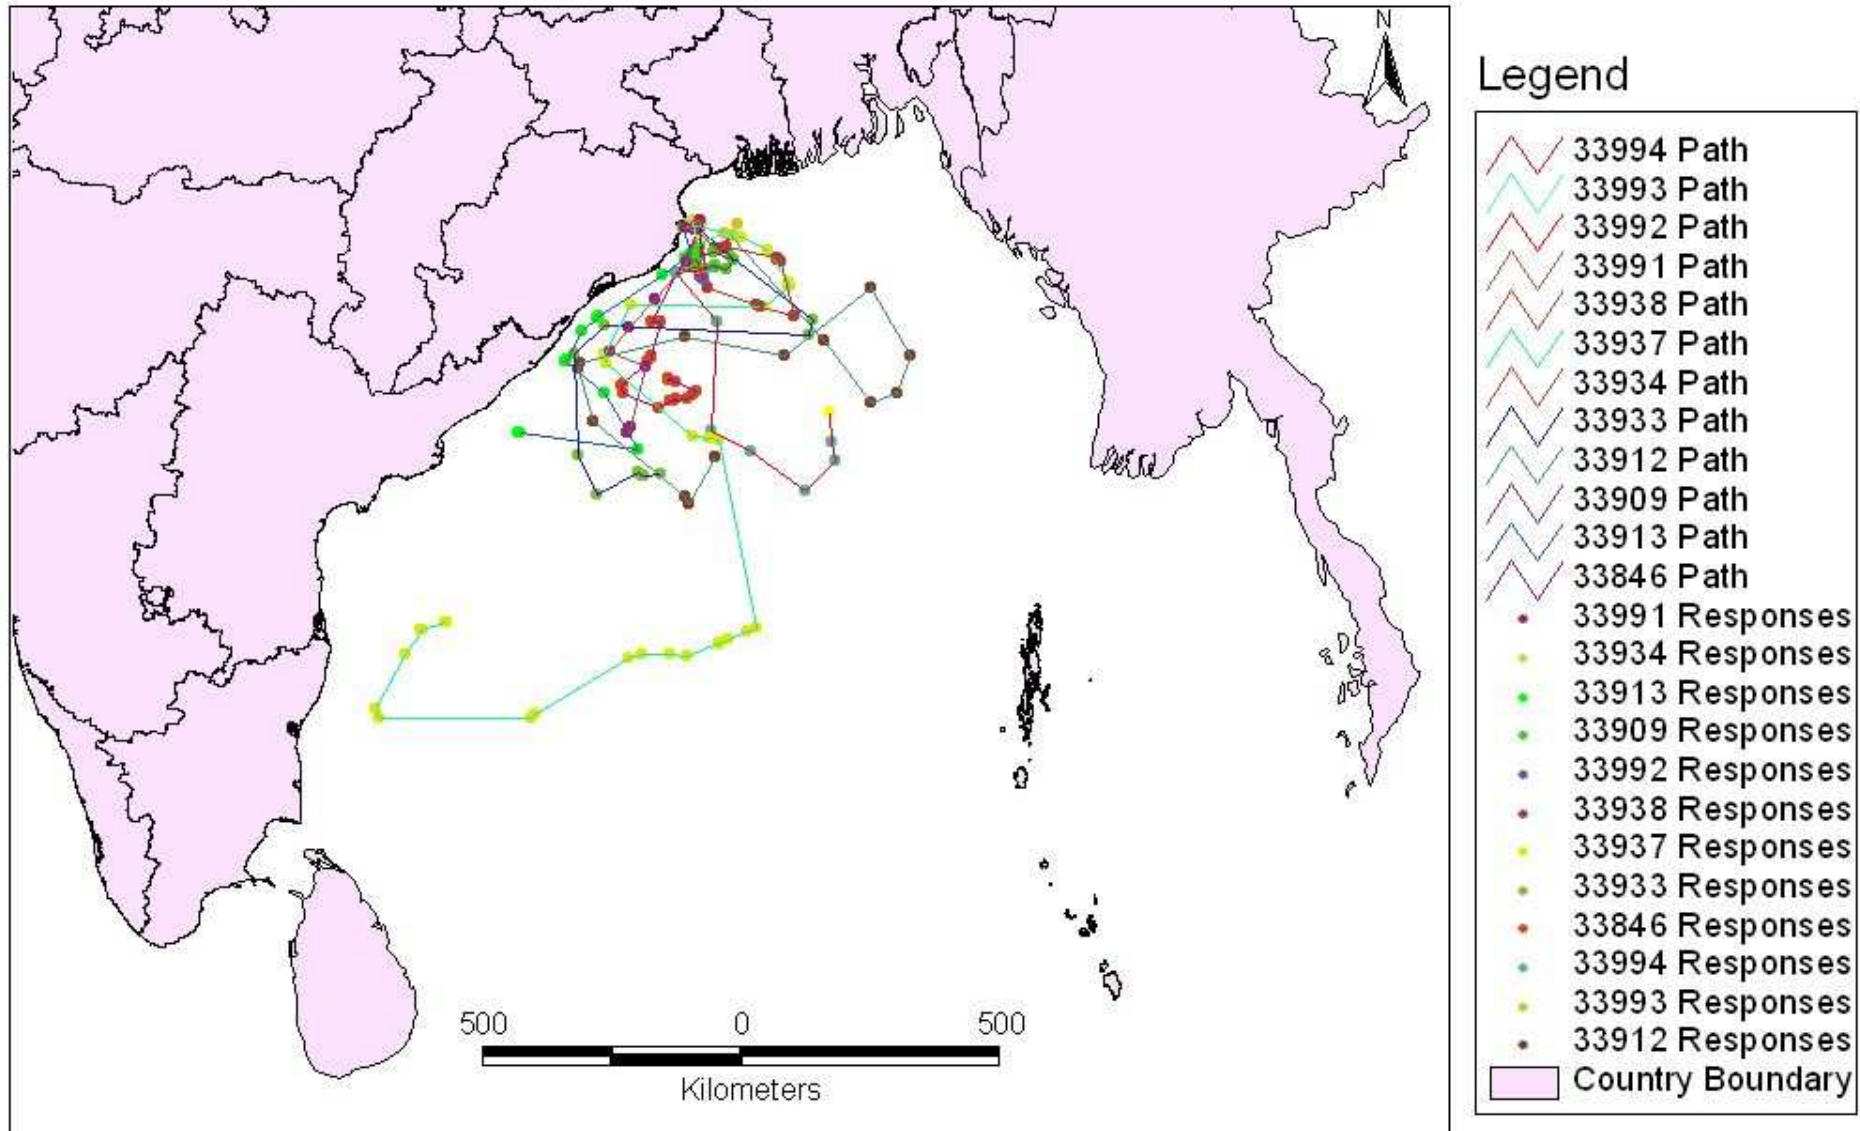 N
Legend
33994 Path
33993 Path
33992 Path
33991 Path
33938 Path
33937 Path
33934 Path
33933 Path
33912 Path
33909 Path
33913 Path
33846 Path
33991 Responses
33934 Responses
33913 Responses
33909 Responses
33992 Responses
33938 Responses
33937 Responses
33933 Responses
33846 Responses
33994 Responses
33993 Responses
33912 Responses
Country Boundary
500 0 500
Kilometers